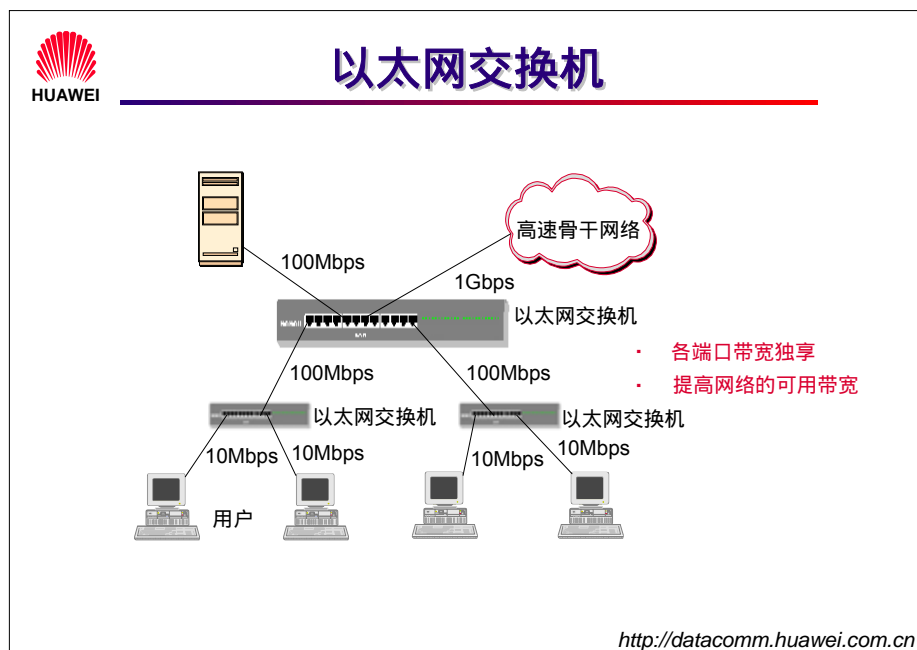 HUAWEI
以太网交换机
高速骨干网络
100Mbps
1Gbps
以太网交换机
· 各端口带宽独享
· 提高网络的可用带宽
100Mbps
100Mbps
以太网交换机
以太网交换机
10Mbps
10Mbps
10Mbps
10Mbps
用户
http://datacomm.huawei.com.cn